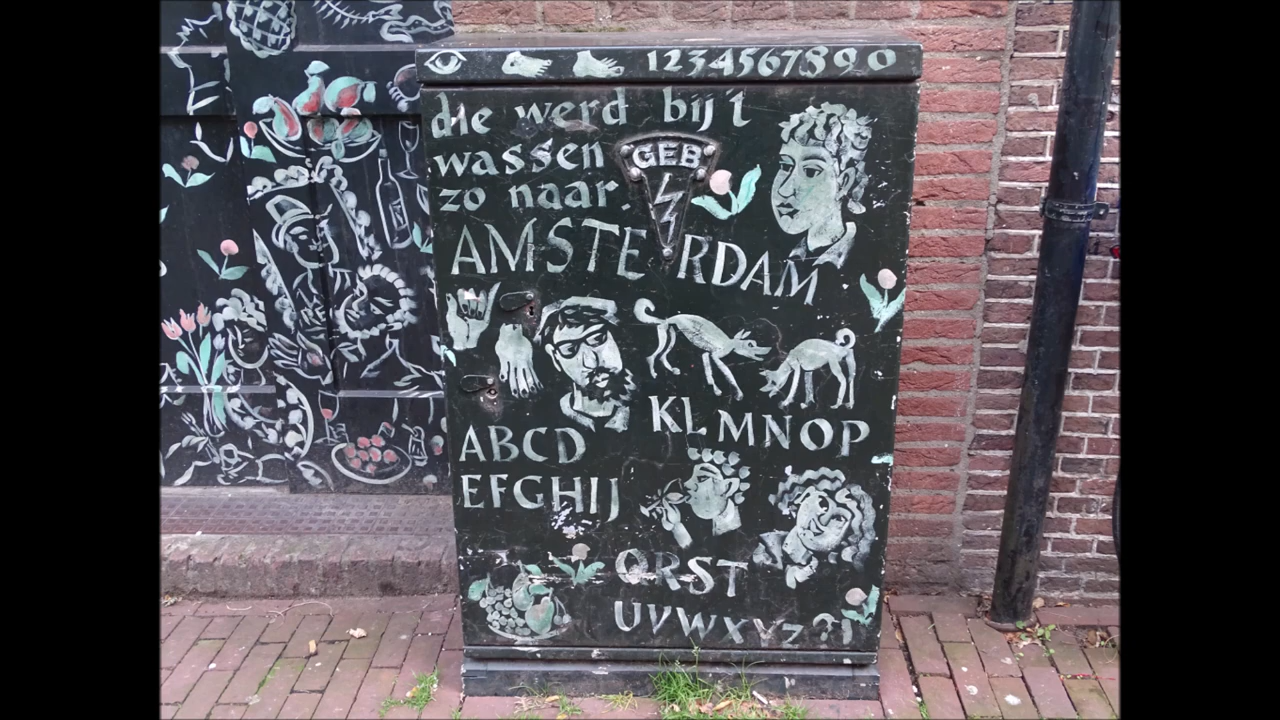 1234567890
die werd bij 't
wassen
GEB
zo naar.
AMSTERDAM
KLMNOP
ABCD
EFGHIJ
QRST
UVWXYZ?!